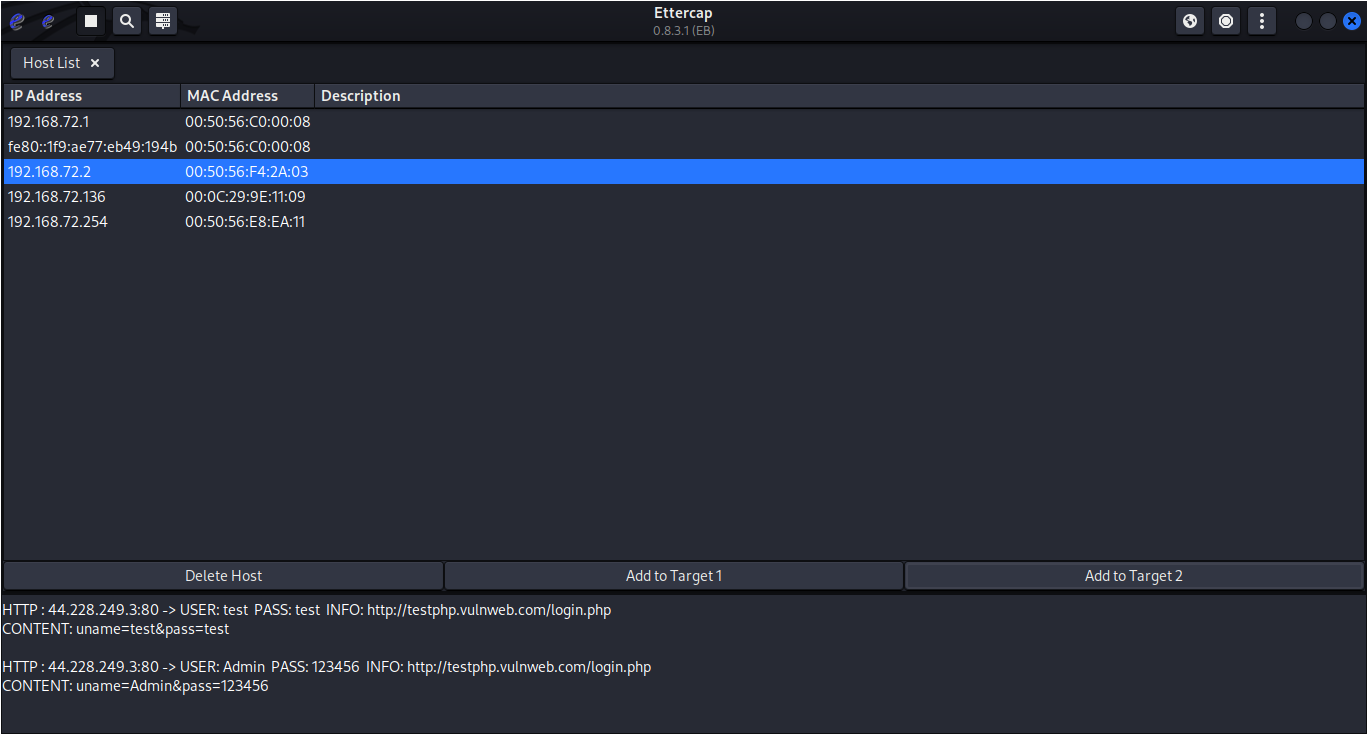 Ettercap
0.8.3.1 (EB)
Host List
IP Address MAC Address Description
192.168.72.1 00:50:56:C0:00:08
fe80::1f9:ae77:eb49:194b 00:50:56:C0:00:08
192.168.72.2 00:50:56:F4:2A:03
192.168.72.136 00:0C:29:9E:11:09
192.168.72.254 00:50:56:E8:EA:11
Delete Host Add to Target 1 Add to Target 2
HTTP : 44.228.249.3:80 -> USER: test PASS: test INFO: http://testphp.vulnweb.com/login.php
CONTENT: uname=test&pass=test
HTTP : 44.228.249.3:80 -> USER: Admin PASS: 123456 INFO: http://testphp.vulnweb.com/login.php
CONTENT: uname=Admin&pass=123456